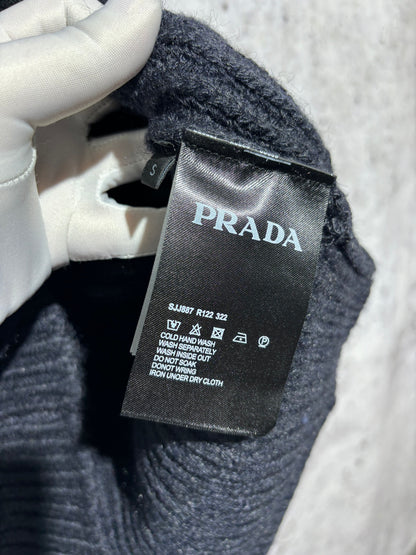 S
PRADA
SJJ887 R122 322
COLD HAND WASH
WASH SEPARATELY
WASH INSIDE OUT
DO NOT SOAK
DONOT WRING
IRON UNDER DRY CLOTH